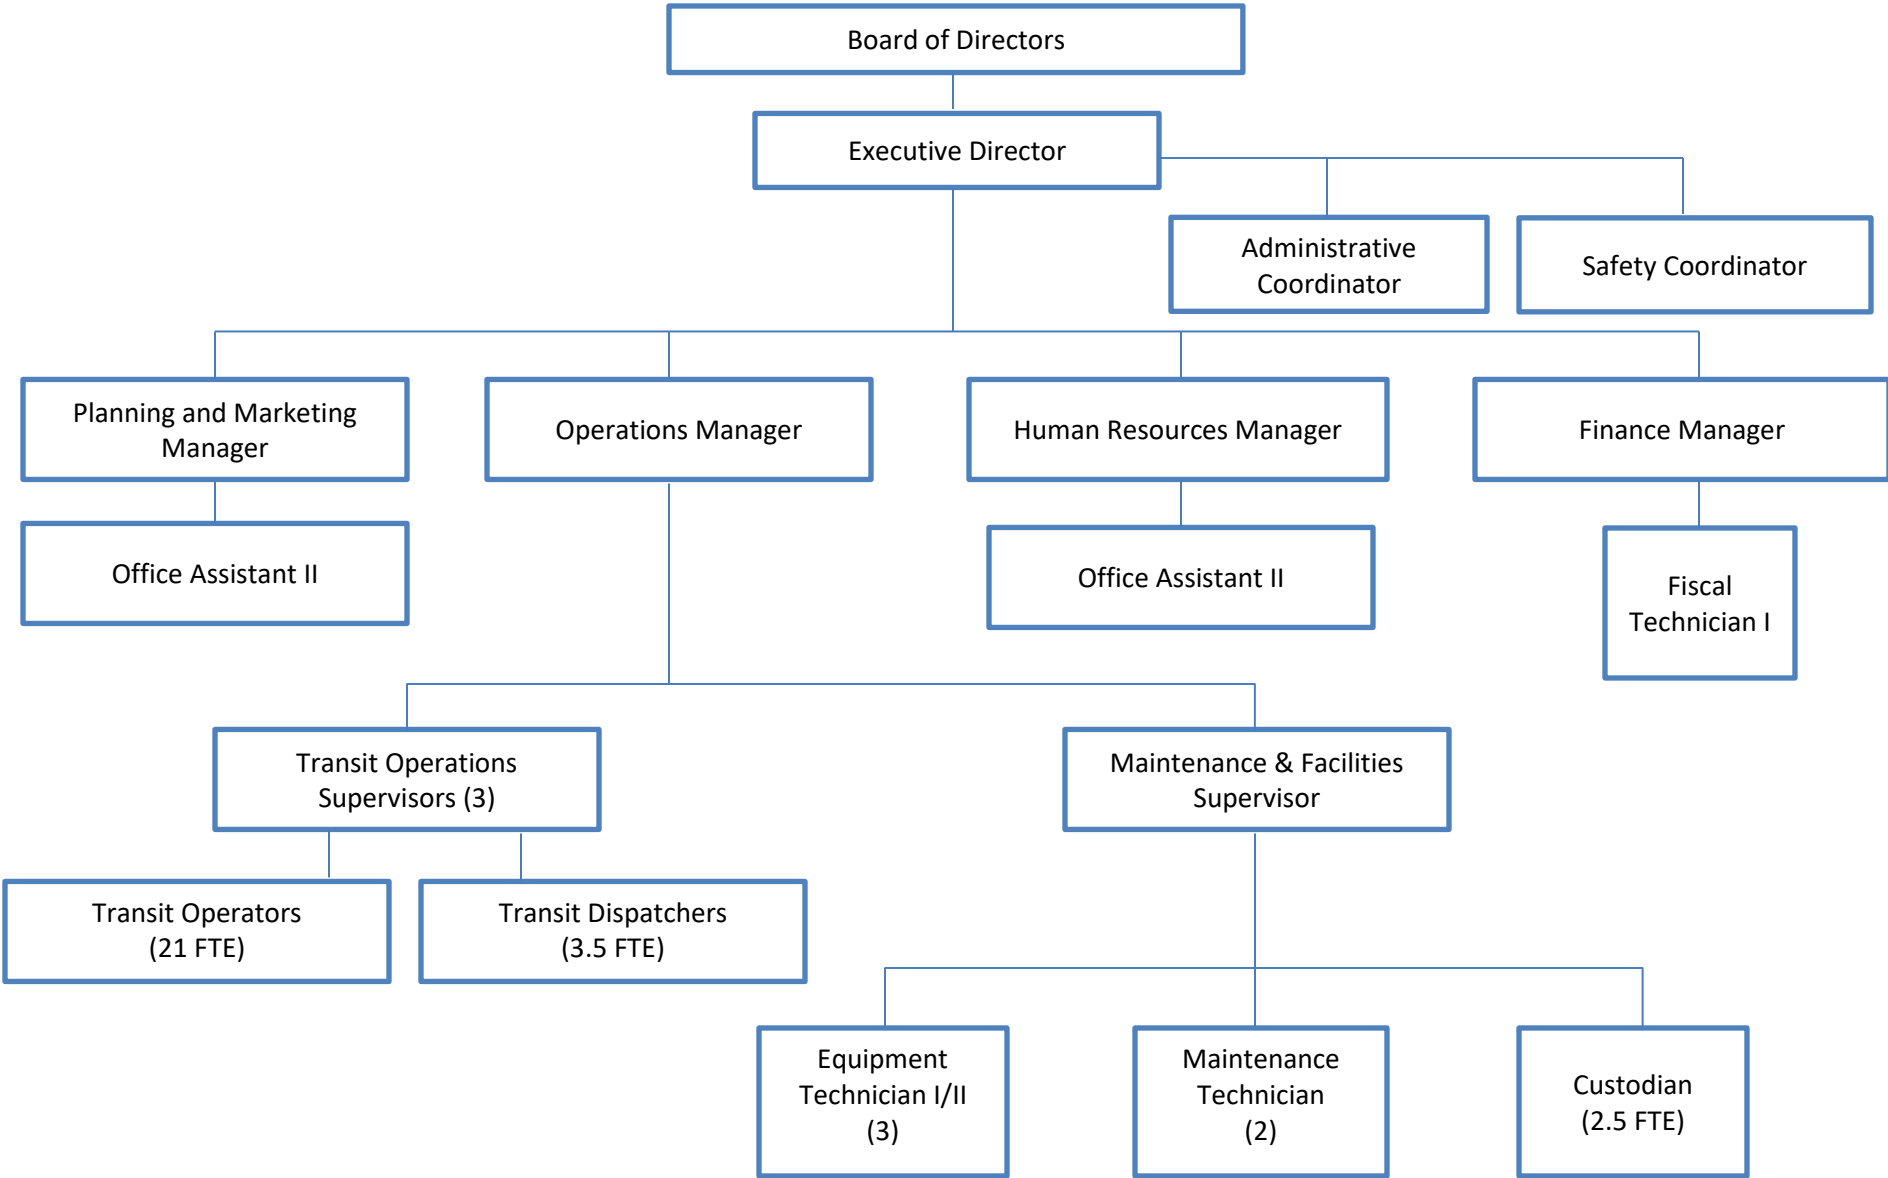 Board of Directors
Executive Director
Administrative
Coordinator
Safety Coordinator
Planning and Marketing
Manager
Operations Manager
Human Resources Manager
Finance Manager
Office Assistant II
Office Assistant II
Fiscal
Technician I
Transit Operations
Supervisors (3)
Maintenance & Facilities
Supervisor
Transit Operators
(21 FTE)
Transit Dispatchers
(3.5 FTE)
Equipment
Technician I/II
(3)
Maintenance
Technician
(2)
Custodian
(2.5 FTE)